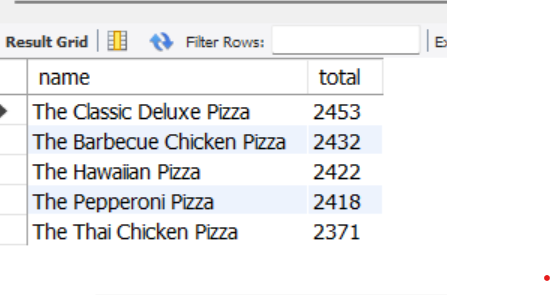 Result Grid Filter Rows: E
name total
The Classic Deluxe Pizza 2453
The Barbecue Chicken Pizza 2432
The Hawaiian Pizza 2422
The Pepperoni Pizza 2418
The Thai Chicken Pizza 2371